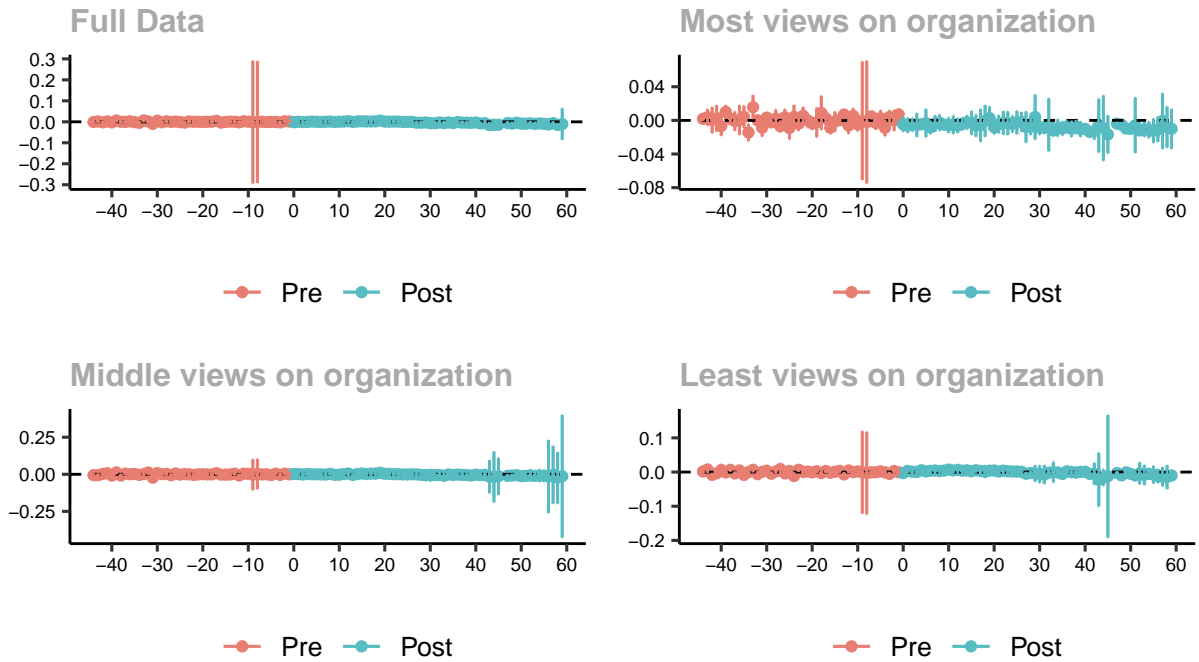 Full Data
0.3
0.2
0.1
0.0
−0.1
−0.2
−0.3
−40 −30 −20 −10 0 10 20 30 40 50 60
Pre Post
Most views on organization
0.04
0.00
−0.04
−0.08
−40 −30 −20 −10 0 10 20 30 40 50 60
Pre Post
Middle views on organization
0.25
0.00
−0.25
−40 −30 −20 −10 0 10 20 30 40 50 60
Pre Post
Least views on organization
0.1
0.0
−0.1
−0.2
−40 −30 −20 −10 0 10 20 30 40 50 60
Pre Post